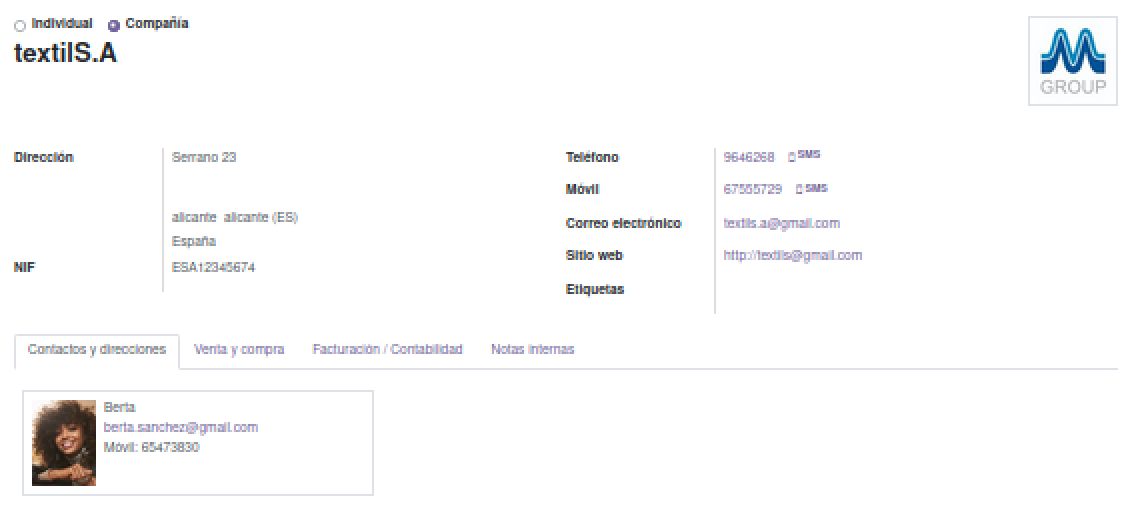 Individual Compañía
textilS.A
GROUP
Dirección Serrano 23
alicante alicante (ES)
España
NIF ESA12345674
Teléfono 9646268 SMS
Móvil 67555729 SMS
Correo electrónico textils.a@gmail.com
Sitio web http://textils@gmail.com
Etiquetas
Contactos y direcciones Venta y compra Facturación / Contabilidad Notas internas
Berta
berta.sanchez@gmail.com
Móvil: 65473830